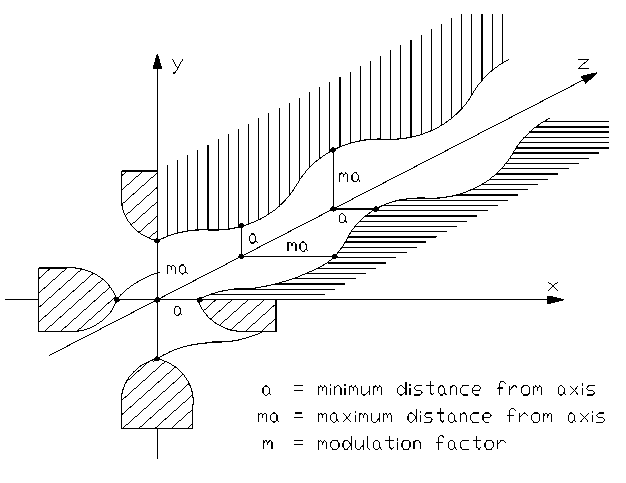 y
z
ma
a
a
ma
ma
x
a
a = minimum distance from axis
ma = maximum distance from axis
m = modulation factor